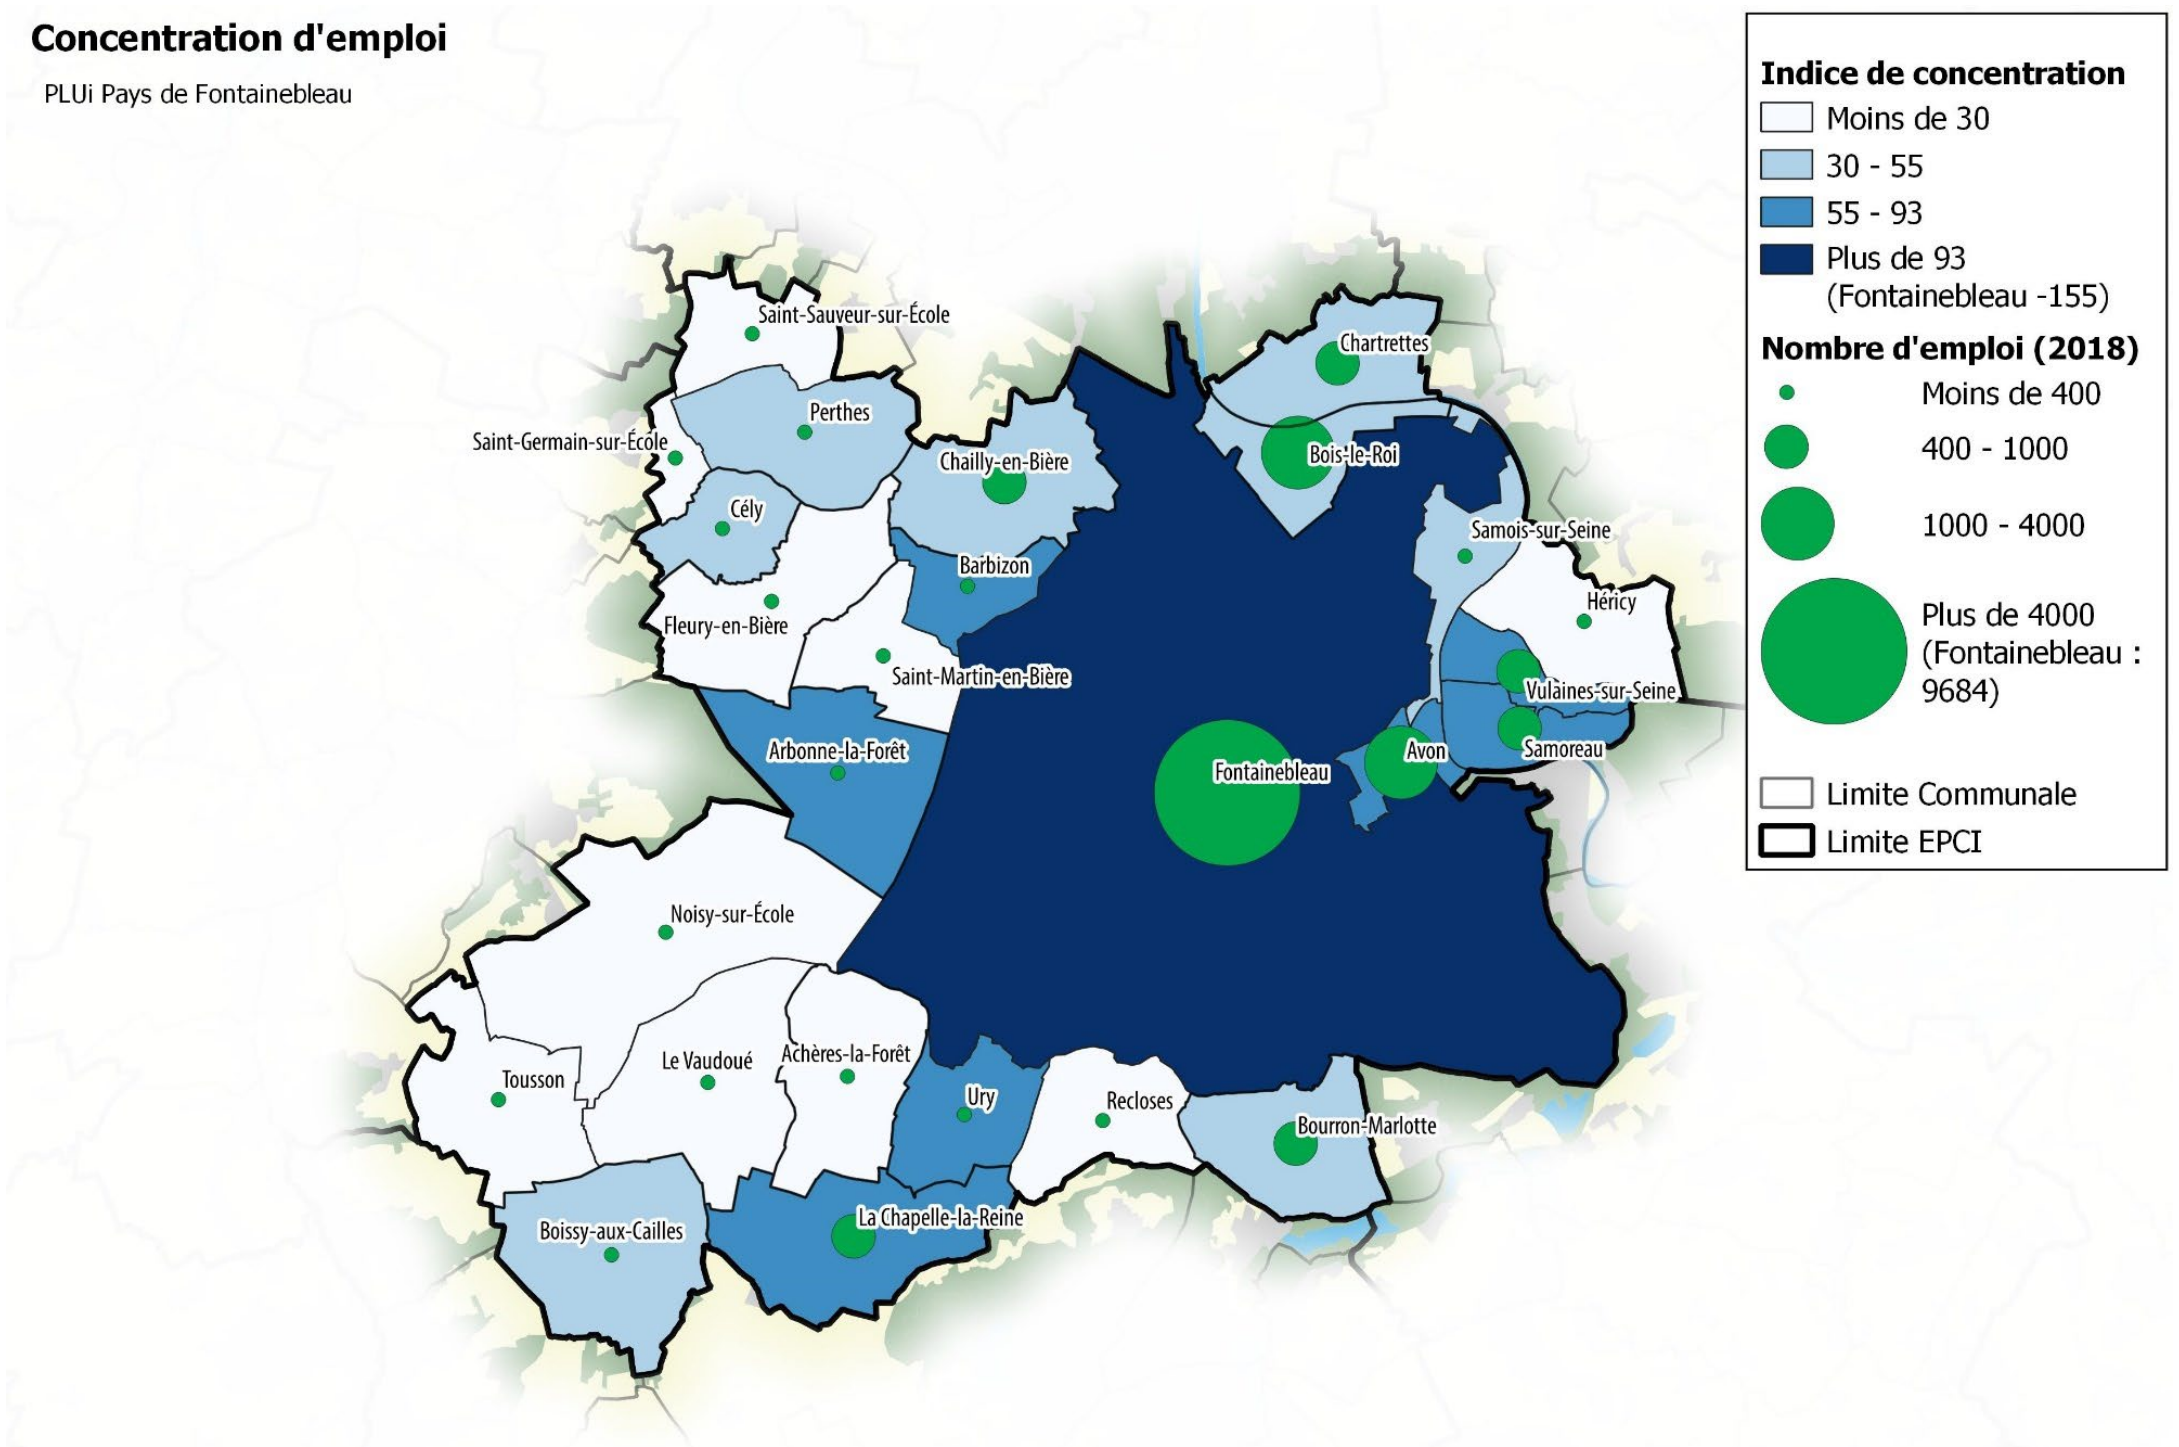 Concentration d'emploi
PLUi Pays de Fontainebleau
Indice de concentration
Moins de 30
30 - 55
55 - 93
Plus de 93
(Fontainebleau -155)
Nombre d'emploi (2018)
Moins de 400
400 - 1000
1000 - 4000
Plus de 4000
(Fontainebleau :
9684)
Limite Communale
Limite EPCI
Saint-Sauveur-sur-École
Chartrettes
Perthes
Saint-Germain-sur-École
Chailly-en-Bière
Bois-le-Roi
Cély
Samois-sur-Seine
Barbizon
Héricy
Fleury-en-Bière
Saint-Martin-en-Bière
Vulaines-sur-Seine
Arbonne-la-Forêt
Avon
Samoreau
Fontainebleau
Noisy-sur-École
Le Vaudoué
Achères-la-Forêt
Tousson
Ury
Recloses
Bourron-Marlotte
La Chapelle-la-Reine
Boissy-aux-Cailles